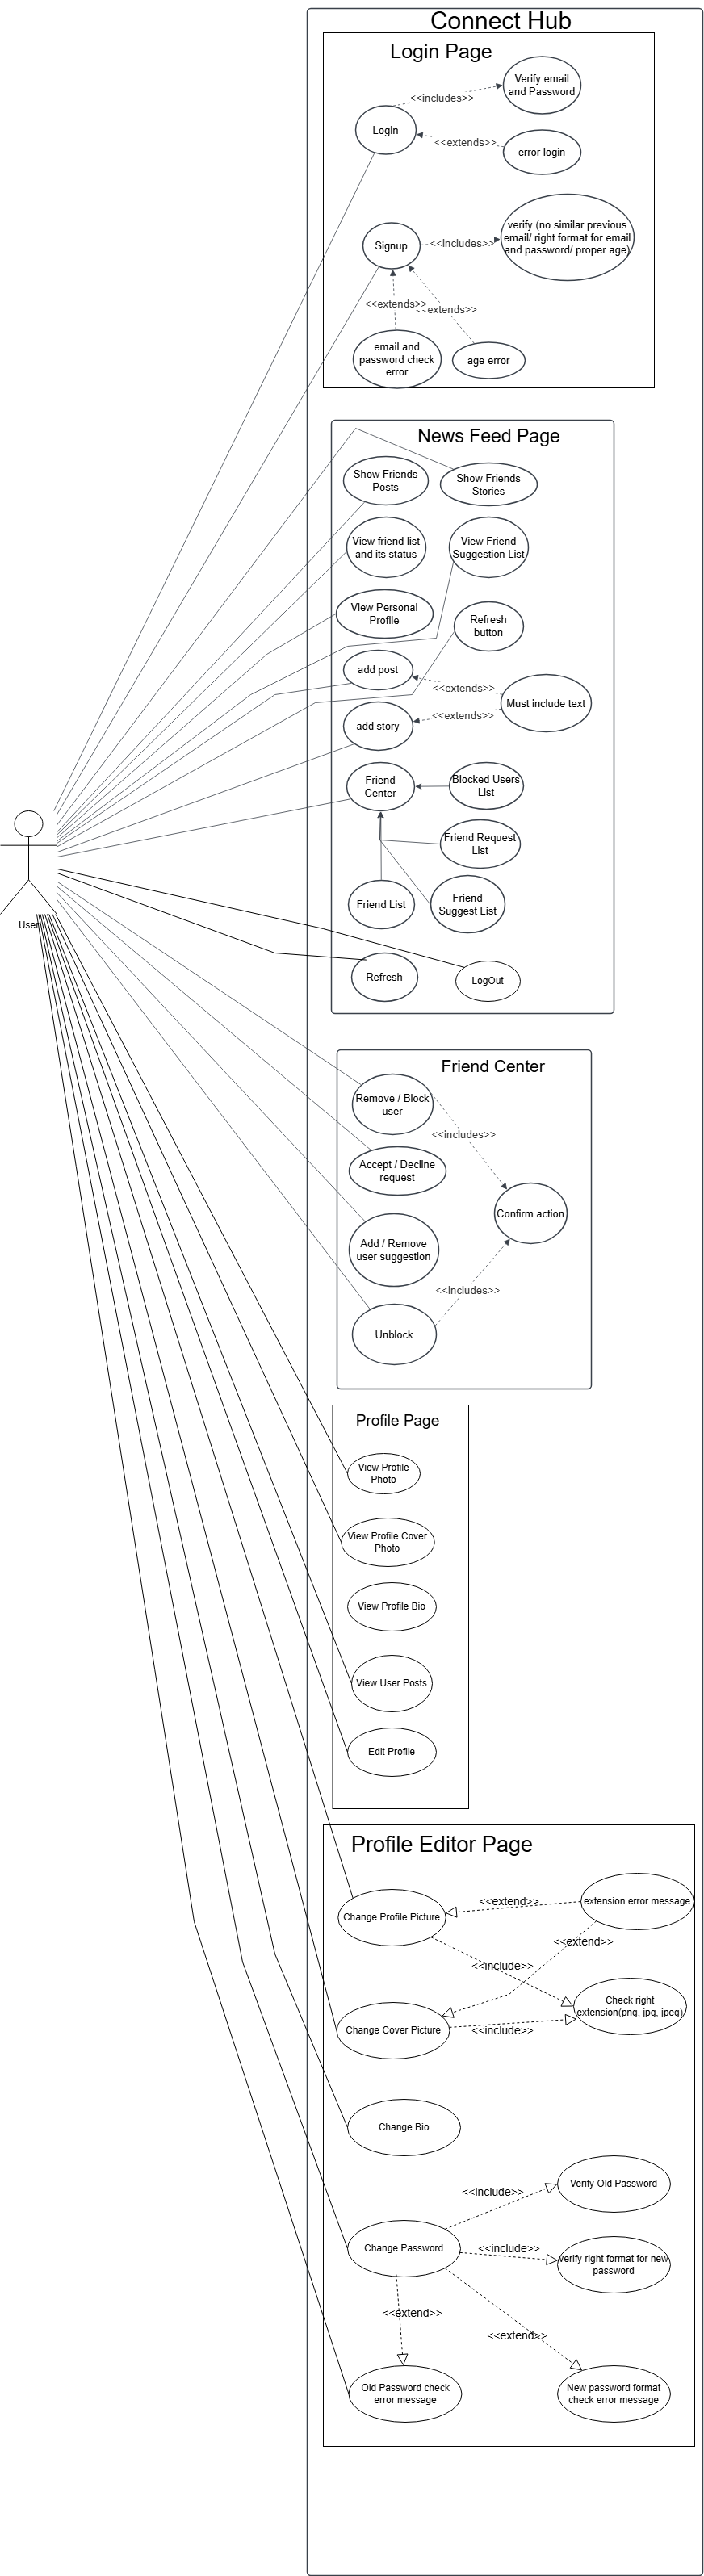 Connect Hub
Login Page
Verify email
and Password
<<includes>>
Login
<<extends>>
error login
verify (no similar previous
email/ right format for email
and password/ proper age)
Signup
<<includes>>
<<extends>>
<<extends>>
email and
password check
error
age error
News Feed Page
Show Friends
Posts
Show Friends
Stories
View friend list
and its status
View Friend
Suggestion List
View Personal
Profile
Refresh
button
add post
<<extends>>
Must include text
<<extends>>
add story
Friend
Center
Blocked Users
List
Friend Request
List
Friend List
Friend
Suggest List
User
Refresh
LogOut
Friend Center
Remove / Block
user
<<includes>>
Accept / Decline
request
Confirm action
Add / Remove
user suggestion
<<includes>>
Unblock
Profile Page
View Profile
Photo
View Profile Cover
Photo
View Profile Bio
View User Posts
Edit Profile
Profile Editor Page
<<extend>>
extension error message
Change Profile Picture
<<extend>>
<<include>>
Check right
extension(png, jpg, jpeg)
Change Cover Picture
<<include>>
Change Bio
Verify Old Password
<<include>>
Change Password
<<include>>
verify right format for new
password
<<extend>>
<<extend>>
Old Password check
error message
New password format
check error message